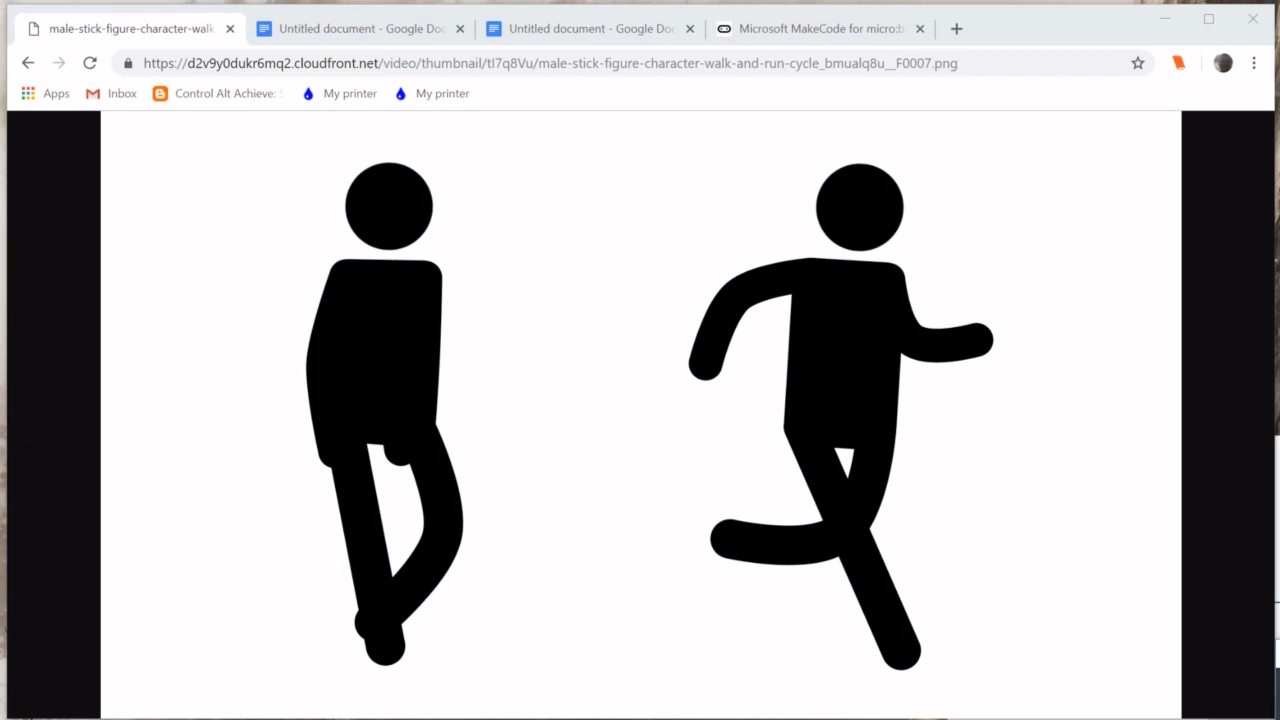 male-stick-figure-character-walk
Untitled document - Google Doc
Untitled document - Google Doc
Microsoft MakeCode for micro:b
https://d2v9y0dukr6mq2.cloudfront.net/video/thumbnail/tI7q8Vu/male-stick-figure-character-walk-and-run-cycle_bmualq8u__F0007.png
Apps
Inbox
Control Alt Achieve:
My printer
My printer